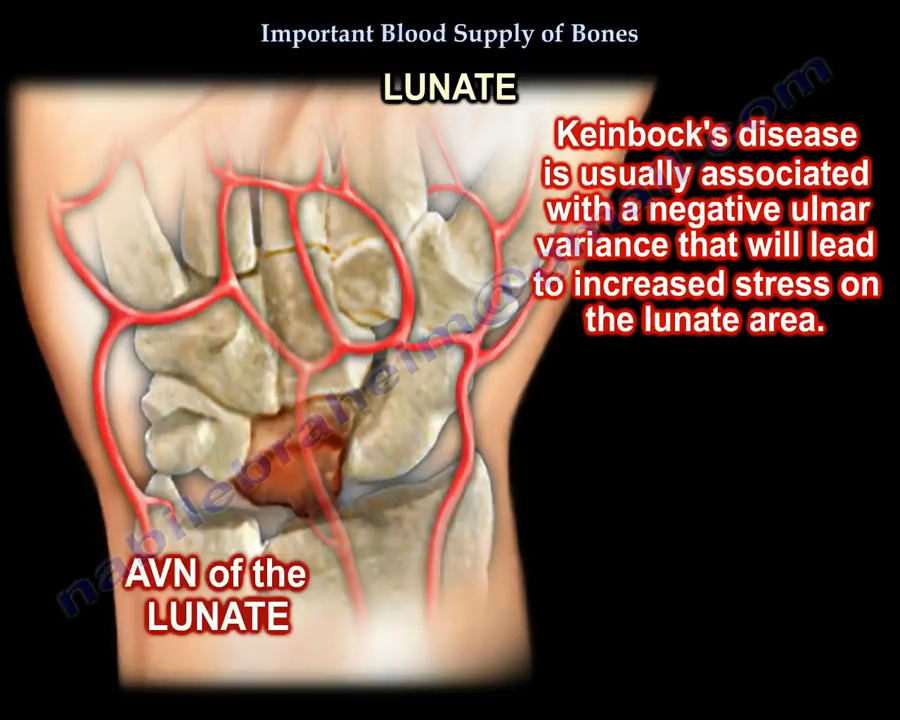 Important Blood Supply of Bones
LUNATE
Keinbock's disease
is usually associated
with a negative ulnar
variance that will lead
to increased stress on
the lunate area.
AVN of the
LUNATE